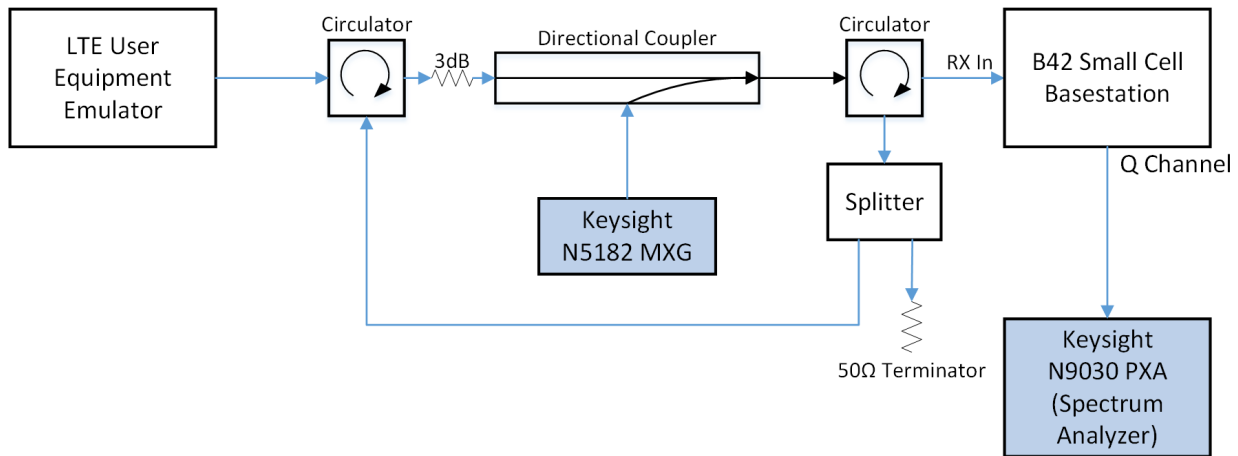 LTE User
Equipment
Emulator
Circulator
3dB
Directional Coupler
Circulator
RX In
B42 Small Cell
Basestation
Q Channel
Keysight
N5182 MXG
Splitter
50Ω Terminator
Keysight
N9030 PXA
(Spectrum
Analyzer)